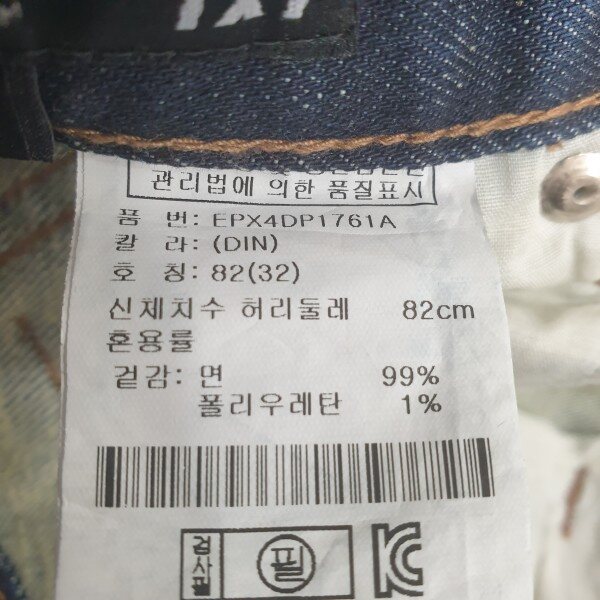 관리법에 의한 품질표시
품 번: EPX4DP1761A
칼 라: (DIN)
호 칭: 82(32)
신체치수 허리둘레 82cm
혼용률
겉감: 면 99%
폴리우레탄 1%
검사필 필